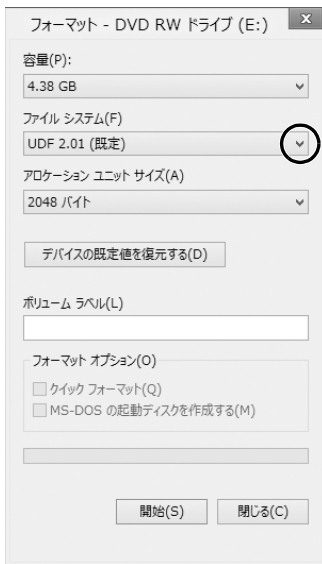 フォーマット - DVD RW ドライブ (E:)
x
容量(P):
4.38 GB
ファイル システム(F)
UDF 2.01 (既定)
アロケーション ユニット サイズ(A)
2048 バイト
デバイスの既定値を復元する(D)
ボリューム ラベル(L)
フォーマット オプション(O)
クイック フォーマット(Q)
MS-DOS の起動ディスクを作成する(M)
開始(S) 閉じる(C)